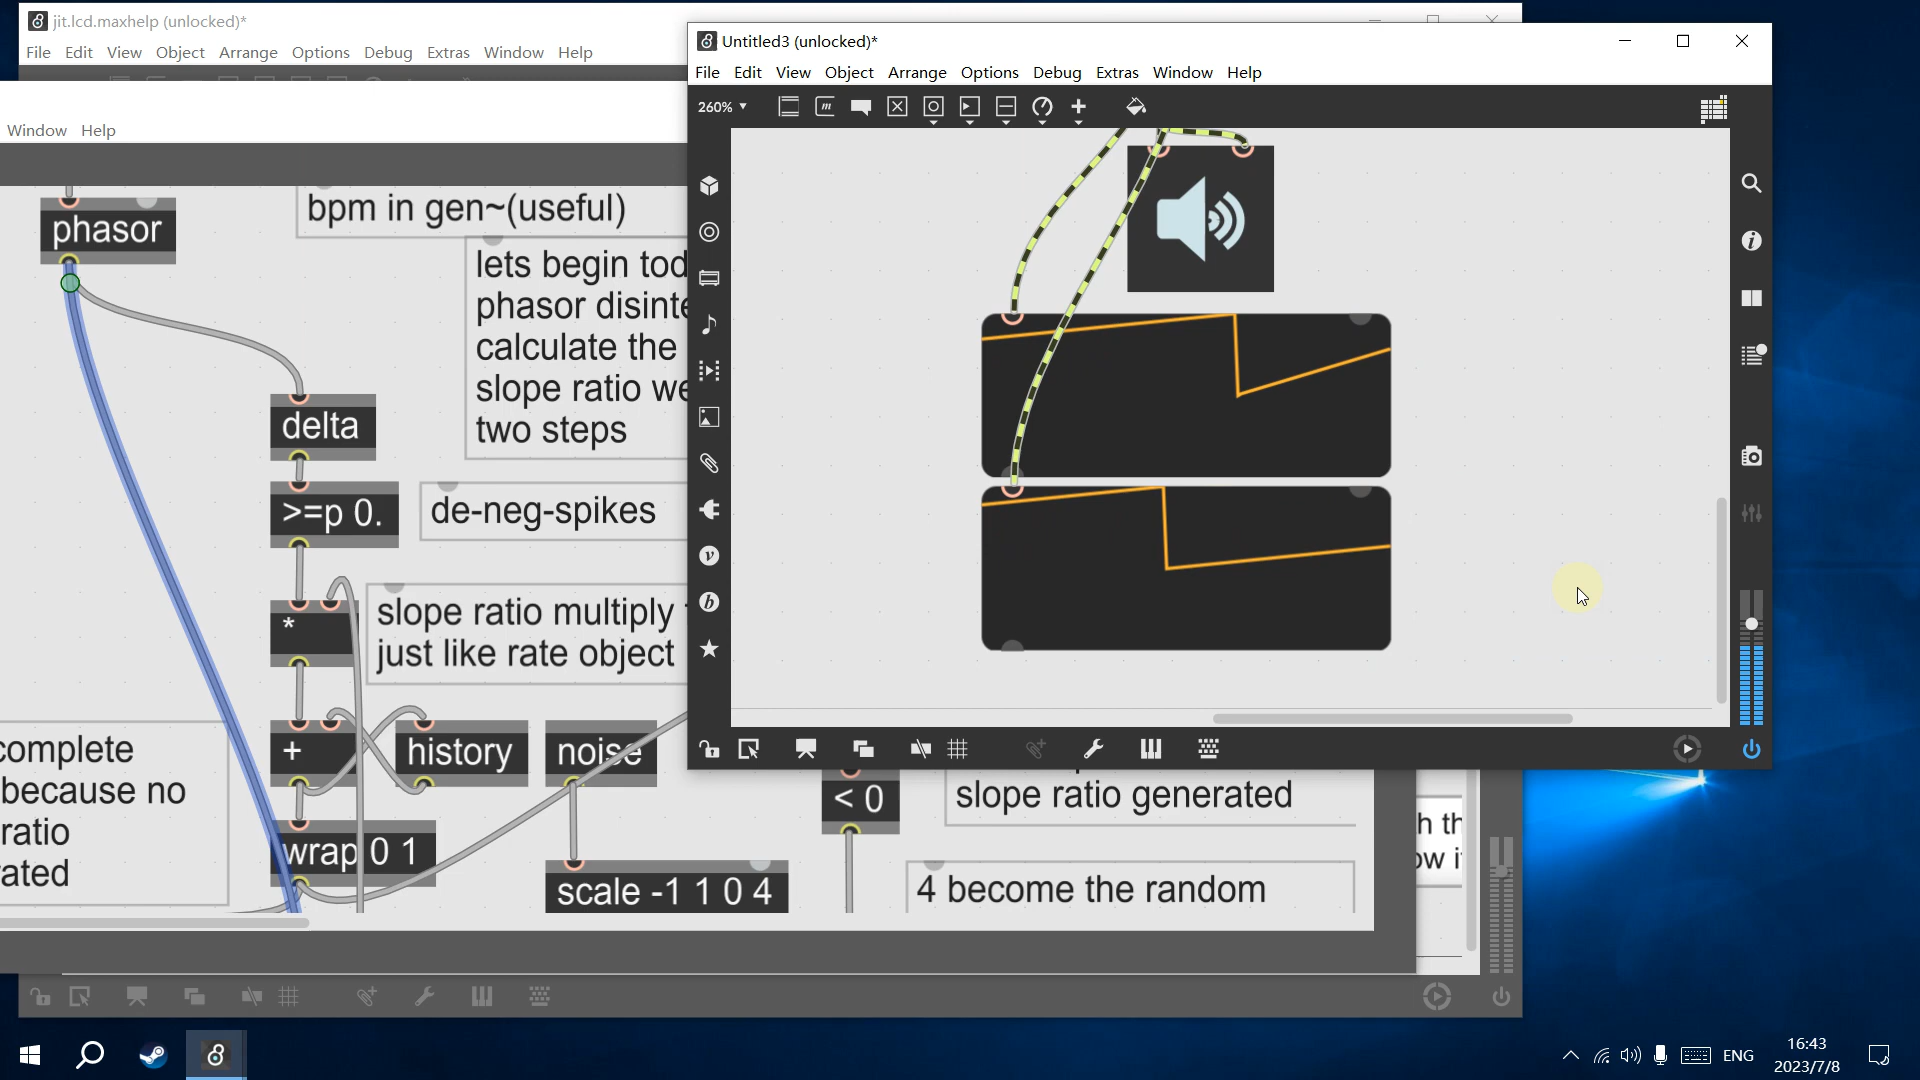 jit.lcd.maxhelp (unlocked)*
File Edit View Object Arrange Options Debug Extras Window Help
Untitled3 (unlocked)*
File Edit View Object Arrange Options Debug Extras Window Help
260%
Window Help
phasor
bpm in gen~(useful)
lets begin tod
phasor disinte
calculate the
slope ratio we
two steps
delta
>=p 0.
de-neg-spikes
*
slope ratio multiply
just like rate object
+
history
noise
complete
because no
ratio
ated
wrap 0 1
scale -1 1 0 4
< 0
slope ratio generated
4 become the random
h th
ow i
ENG
16:43
2023/7/8